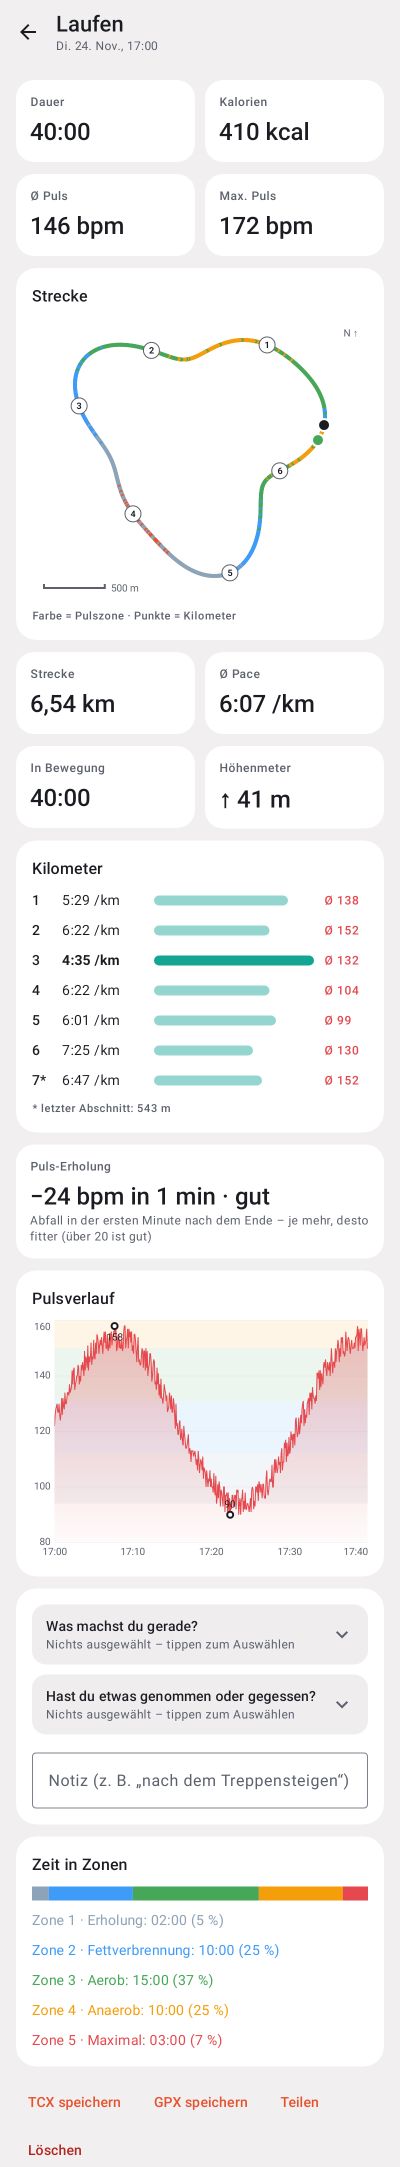 Laufen
Di. 24. Nov., 17:00
Dauer
40:00
Kalorien
410 kcal
Ø Puls
146 bpm
Max. Puls
172 bpm
Strecke
N ↑
1
2
3
4
5
6
500 m
Farbe = Pulszone · Punkte = Kilometer
Strecke
6,54 km
Ø Pace
6:07 /km
In Bewegung
40:00
Höhenmeter
↑ 41 m
Kilometer
1 5:29 /km Ø 138
2 6:22 /km Ø 152
3 4:35 /km Ø 132
4 6:22 /km Ø 104
5 6:01 /km Ø 99
6 7:25 /km Ø 130
7* 6:47 /km Ø 152
* letzter Abschnitt: 543 m
Puls-Erholung
−24 bpm in 1 min · gut
Abfall in der ersten Minute nach dem Ende – je mehr, desto
fitter (über 20 ist gut)
Pulsverlauf
160
158
140
120
100
90
80
17:00 17:10 17:20 17:30 17:40
Was machst du gerade?
Nichts ausgewählt – tippen zum Auswählen
Hast du etwas genommen oder gegessen?
Nichts ausgewählt – tippen zum Auswählen
Notiz (z. B. „nach dem Treppensteigen“)
Zeit in Zonen
Zone 1 · Erholung: 02:00 (5 %)
Zone 2 · Fettverbrennung: 10:00 (25 %)
Zone 3 · Aerob: 15:00 (37 %)
Zone 4 · Anaerob: 10:00 (25 %)
Zone 5 · Maximal: 03:00 (7 %)
TCX speichern GPX speichern Teilen
Löschen